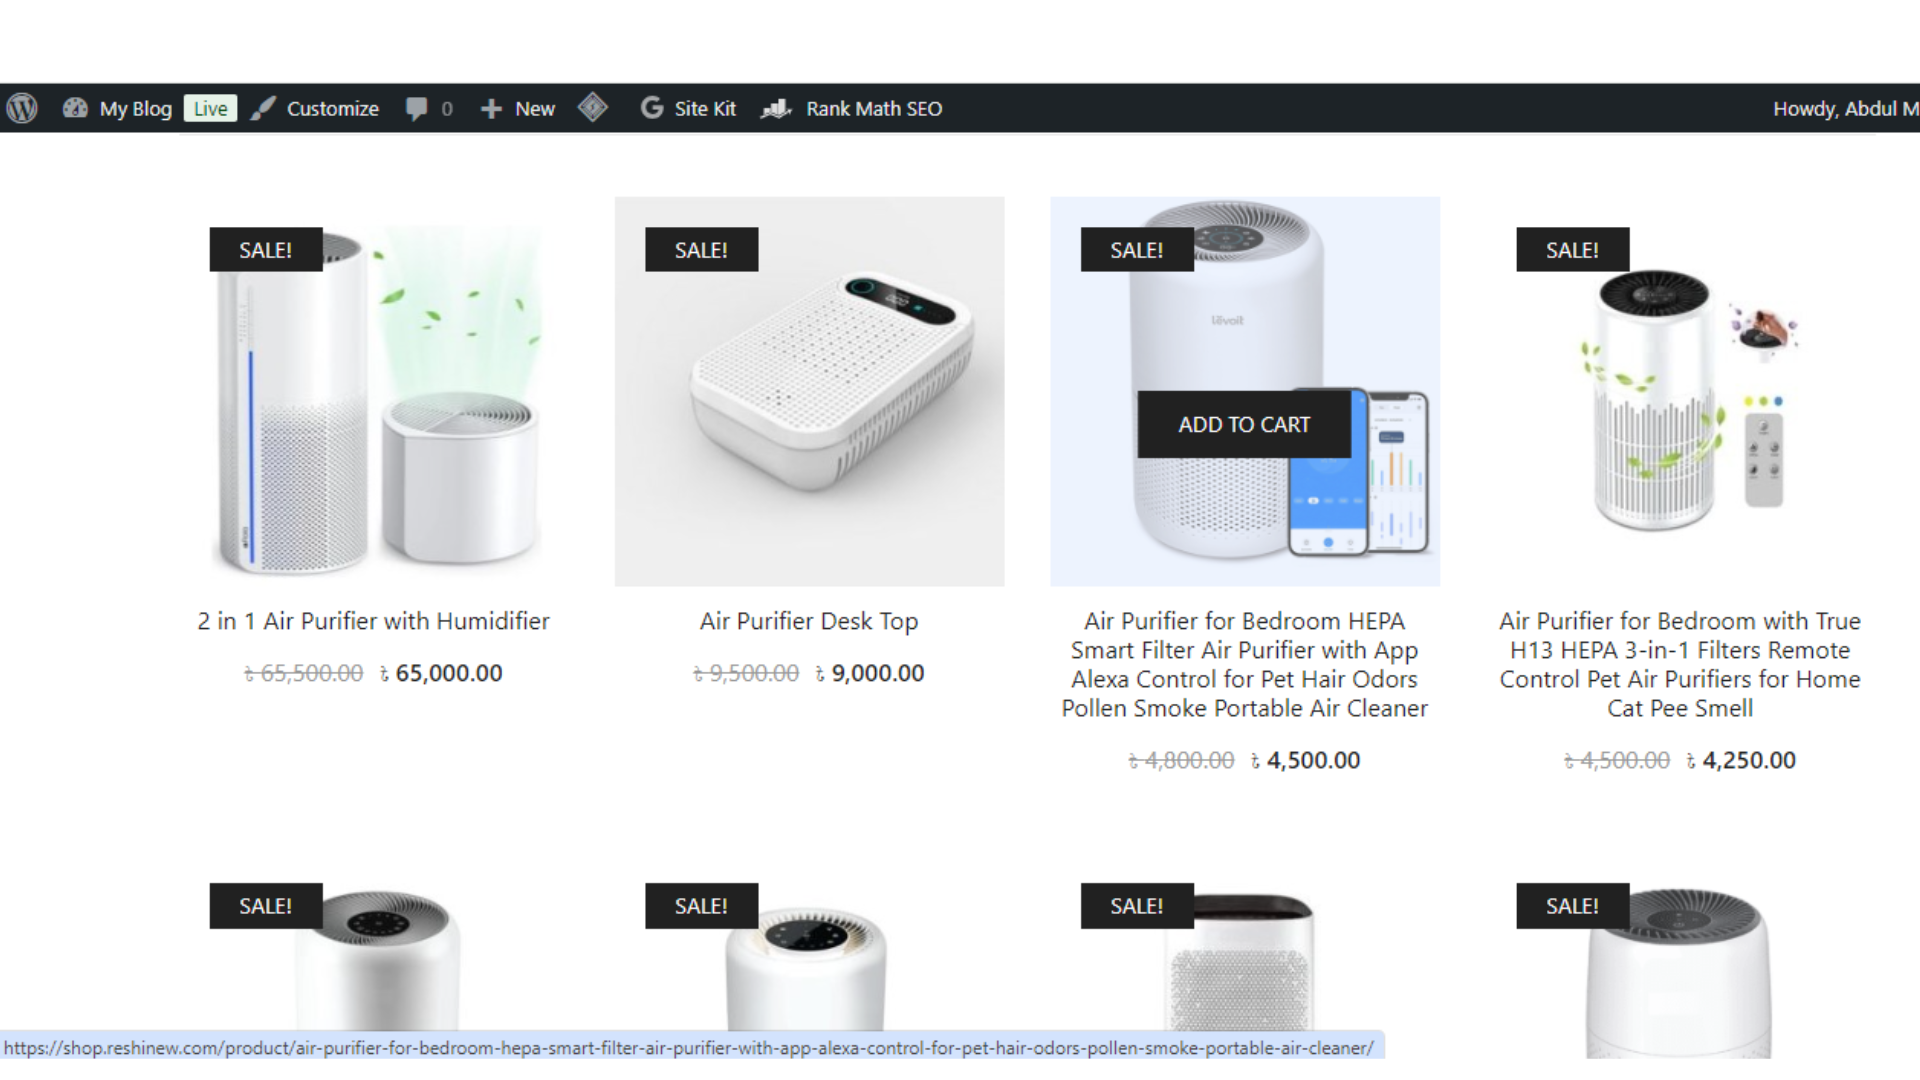 My Blog Live Customize 0 New Site Kit Rank Math SEO Howdy, Abdul M
SALE! SALE! SALE! SALE!
levoit
ADD TO CART
2 in 1 Air Purifier with Humidifier
৳ 65,500.00 ৳ 65,000.00
Air Purifier Desk Top
৳ 9,500.00 ৳ 9,000.00
Air Purifier for Bedroom HEPA
Smart Filter Air Purifier with App
Alexa Control for Pet Hair Odors
Pollen Smoke Portable Air Cleaner
৳ 4,800.00 ৳ 4,500.00
Air Purifier for Bedroom with True
H13 HEPA 3-in-1 Filters Remote
Control Pet Air Purifiers for Home
Cat Pee Smell
৳ 4,500.00 ৳ 4,250.00
SALE! SALE! SALE! SALE!
https://shop.reshinew.com/product/air-purifier-for-bedroom-hepa-smart-filter-air-purifier-with-app-alexa-control-for-pet-hair-odors-pollen-smoke-portable-air-cleaner/